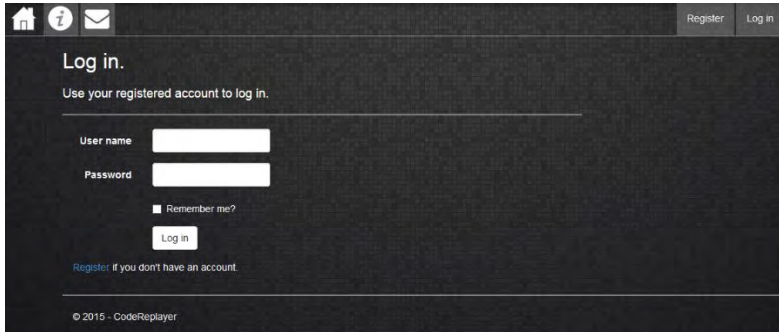 Register Log in
Log in.
Use your registered account to log in.
User name
Password
Remember me?
Log in
Register if you don't have an account.
© 2015 - CodeReplayer